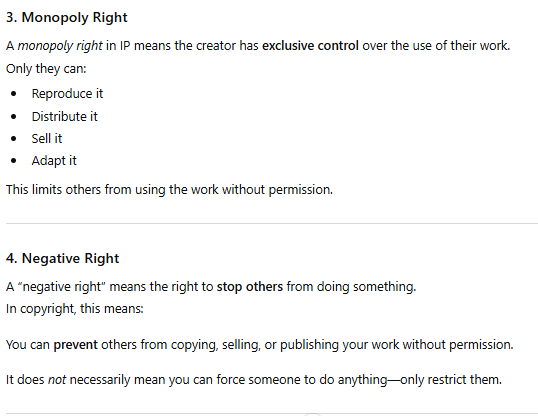 3. Monopoly Right
A monopoly right in IP means the creator has exclusive control over the use of their work.
Only they can:
• Reproduce it
• Distribute it
• Sell it
• Adapt it
This limits others from using the work without permission.
4. Negative Right
A “negative right” means the right to stop others from doing something.
In copyright, this means:
You can prevent others from copying, selling, or publishing your work without permission.
It does not necessarily mean you can force someone to do anything—only restrict them.